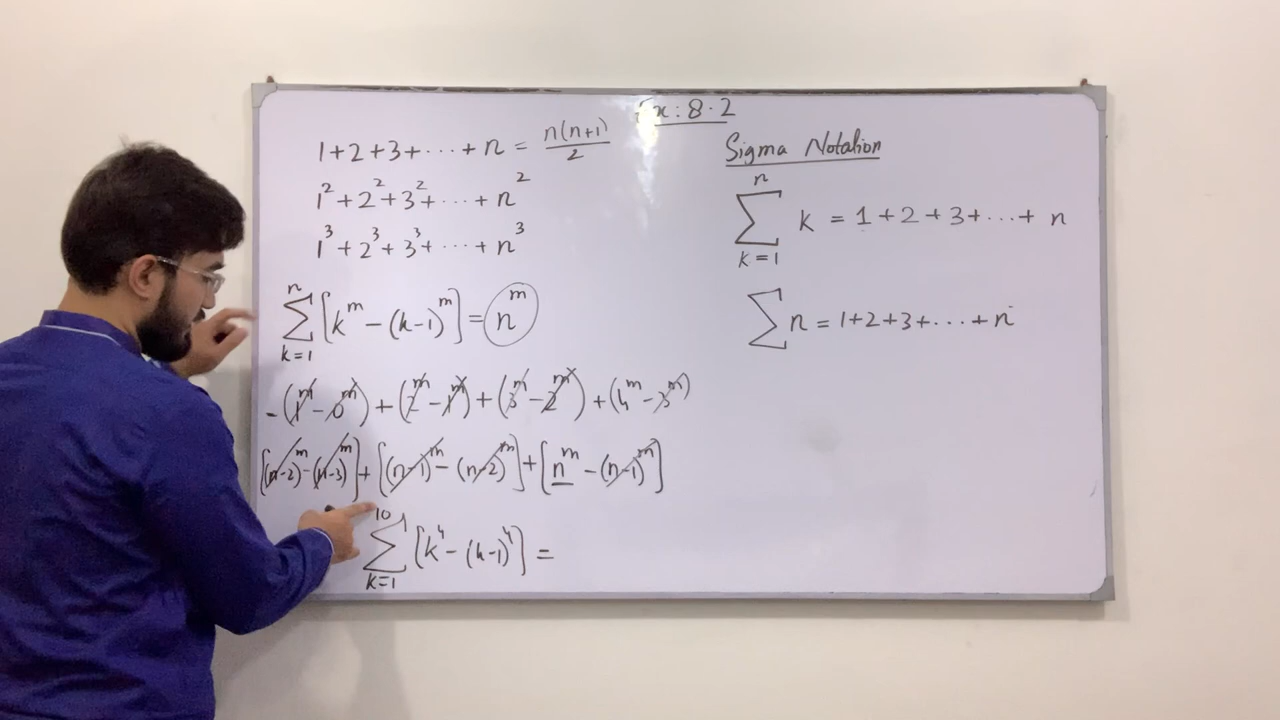 Ex: 8.2
1+2+3+⋯+n = n(n+1)/2
1²+2²+3²+⋯+n²
1³+2³+3³+⋯+n³
∑_{k=1}^{n} [k^m - (k-1)^m] = n^m
-(1^m - 0^m) + (2^m - 1^m) + (3^m - 2^m) + (4^m - 3^m)
[(n-2)^m - (n-3)^m] + [(n-1)^m - (n-2)^m] + [n^m - (n-1)^m]
∑_{k=1}^{10} [k⁴ - (k-1)⁴] =
Sigma Notation
∑_{k=1}^{n} k = 1+2+3+⋯+n
∑n = 1+2+3+⋯+n